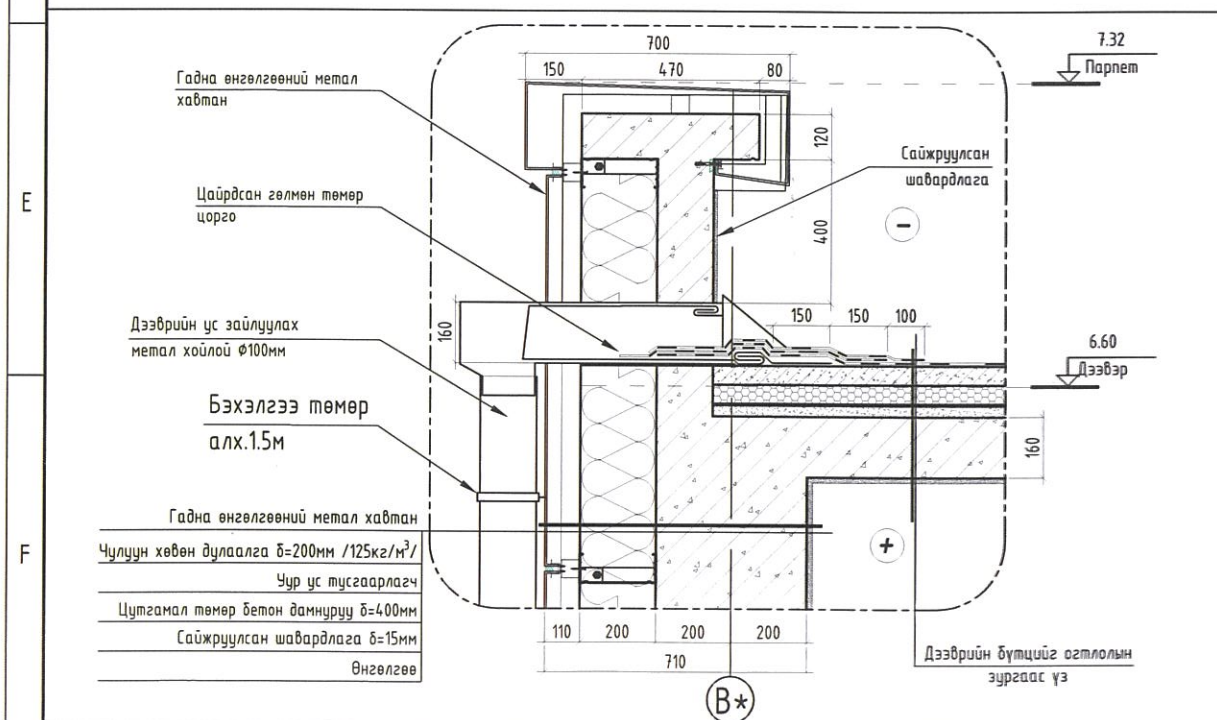 700
150
470
80
7.32
Парпет
Гадна өнгөлгөөний метал
хавтан
120
Сайжруулсан
шавардлага
E
Цайрдсан гөлмөн төмөр
цорго
400
−
150
150
100
160
Дээврийн ус зайлуулах
метал хойлой Ф100мм
6.60
Дээвэр
Бэхэлгээ төмөр
алх.1.5м
160
Гадна өнгөлгөөний метал хавтан
F
Чулуун хөвөн дулаалга δ=200мм /125кг/м³/
+
Уур ус тусгаарлагч
Цутгамал төмөр бетон дамнуруу δ=400мм
Сайжруулсан шавардлага δ=15мм
Өнгөлгөө
110
200
200
200
710
Дээврийн бүтцийг огтлолын
зургаас үз
В*